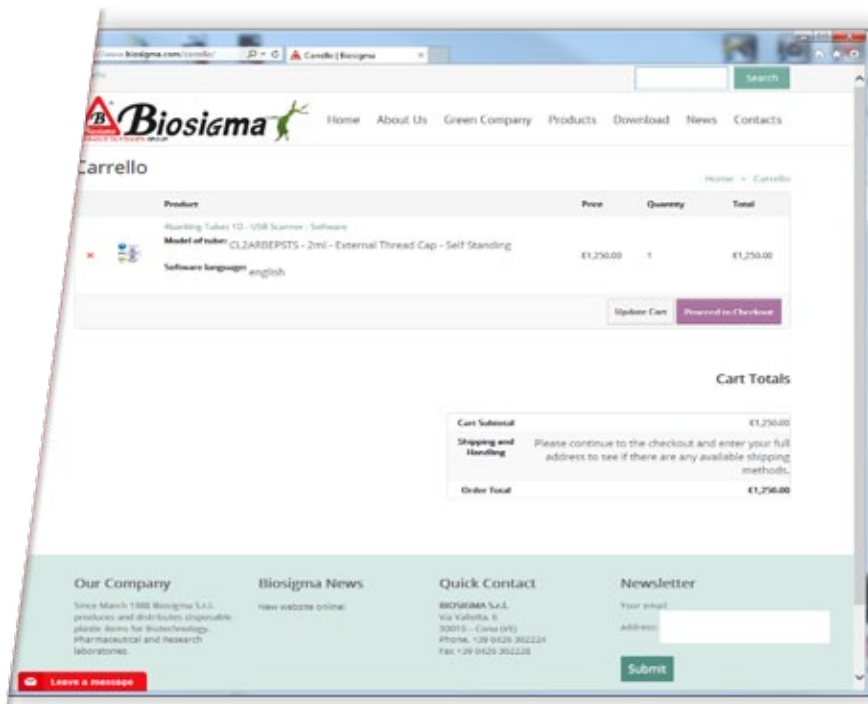 www.biosigma.com/carrello/
Carrello | Biosigma
Search
Biosigma
Home About Us Green Company Products Download News Contacts
Carrello
Home » Carrello
Product Price Quantity Total
Tubes 1D - USB Scanner - Software
Model of tube: CL2ARBEPSTS - 2ml - External Thread Cap - Self Standing
€1,250.00 1 €1,250.00
Software language: english
Update Cart Proceed to Checkout
Cart Totals
Cart Subtotal €1,250.00
Shipping and Handling Please continue to the checkout and enter your full
address to see if there are any available shipping
methods.
Order Total €1,250.00
Our Company
Since March 1988 Biosigma S.r.l.
produces and distributes disposable
plastic items for Biotechnology,
Pharmaceutical and Research
laboratories.
Biosigma News
New website online!
Quick Contact
BIOSIGMA S.r.l.
Via Valletta, 6
30010 - Cona (VE)
Phone. +39 0426 302224
Fax +39 0426 302228
Newsletter
Your email
address:
Submit
Leave a message